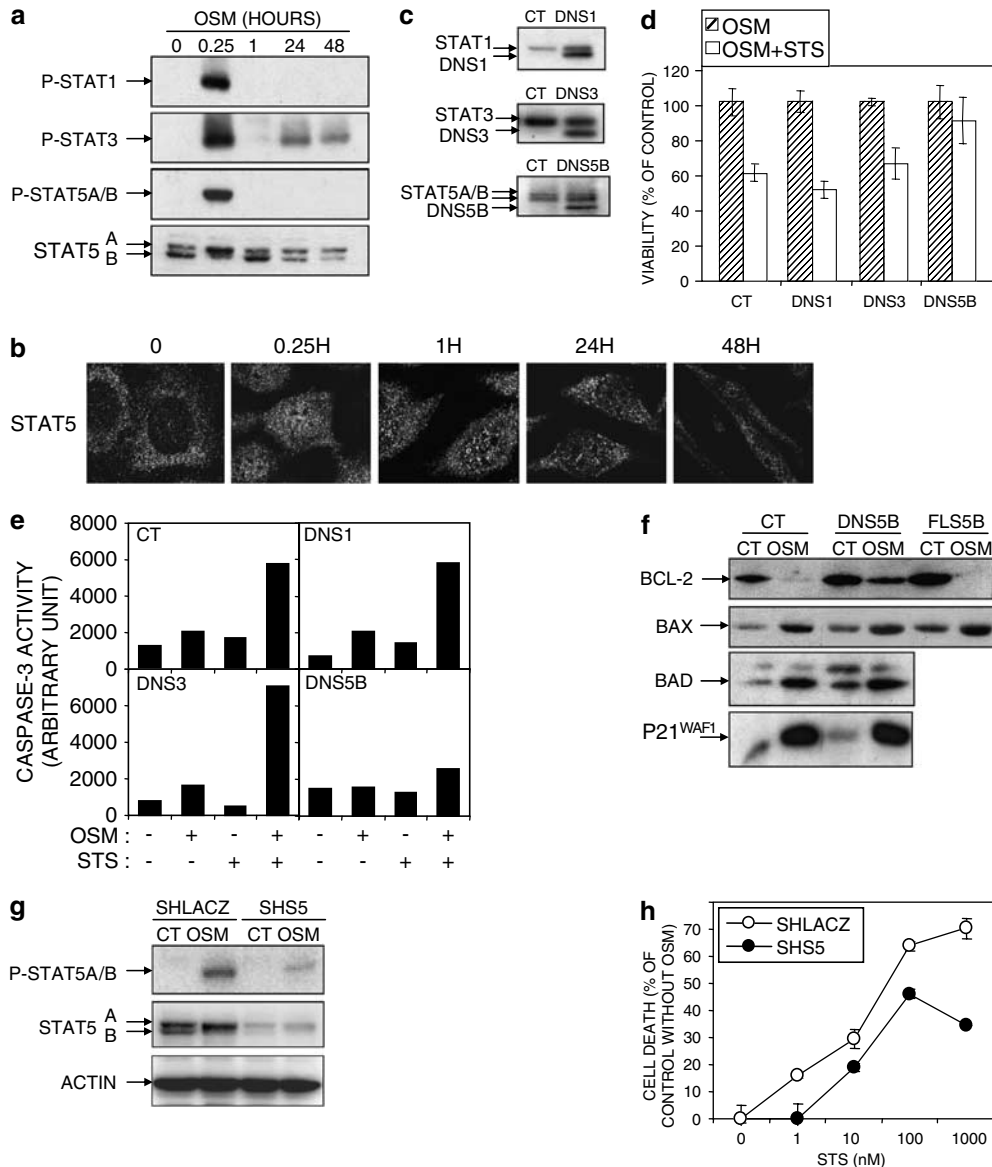 a
OSM (HOURS)
0 0.25 1 24 48
P-STAT1
P-STAT3
P-STAT5A/B
STAT5 A
B
c
CT DNS1
STAT1
DNS1
CT DNS3
STAT3
DNS3
CT DNS5B
STAT5A/B
DNS5B
d
OSM
OSM+STS
VIABILITY (% OF CONTROL)
120
100
80
60
40
20
0
CT DNS1 DNS3 DNS5B
b
0 0.25H 1H 24H 48H
STAT5
e
CASPASE-3 ACTIVITY
(ARBITRARY UNIT)
8000
6000
4000
2000
0
6000
4000
2000
0
CT
DNS1
DNS3
DNS5B
OSM : - + - + - + - +
STS : - - + + - - + +
f
CT DNS5B FLS5B
CT OSM CT OSM CT OSM
BCL-2
BAX
BAD
P21WAF1
g
SHLACZ SHS5
CT OSM CT OSM
P-STAT5A/B
STAT5 A
B
ACTIN
h
SHLACZ
SHS5
CELL DEATH (% OF
CONTROL WITHOUT OSM)
70
60
50
40
30
20
10
0
0 1 10 100 1000
STS (nM)